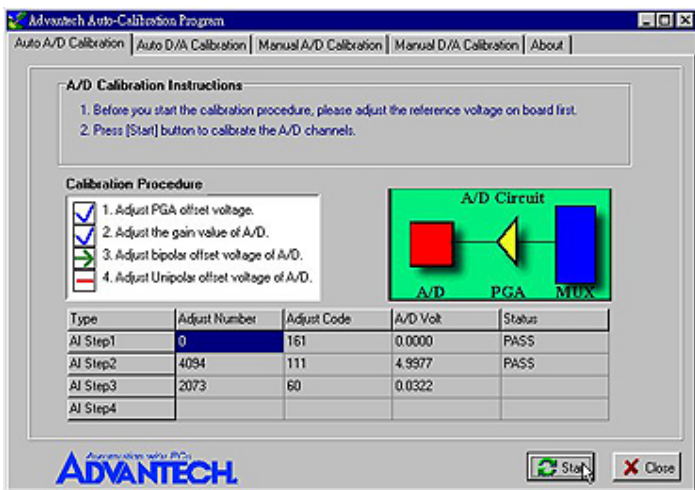 Advantech Auto-Calibration Program
Auto A/D Calibration Auto D/A Calibration Manual A/D Calibration Manual D/A Calibration About
A/D Calibration Instructions
1. Before you start the calibration procedure, please adjust the reference voltage on board first.
2. Press [Start] button to calibrate the A/D channels.
Calibration Procedure
1. Adjust PGA offset voltage.
2. Adjust the gain value of A/D.
3. Adjust bipolar offset voltage of A/D.
4. Adjust Unipolar offset voltage of A/D.
A/D Circuit
A/D PGA MUX
Type Adjust Number Adjust Code A/D Volt Status
AI Step1 0 161 0.0000 PASS
AI Step2 4094 111 4.9977 PASS
AI Step3 2073 60 0.0322
AI Step4
ADVANTECH
Start Close